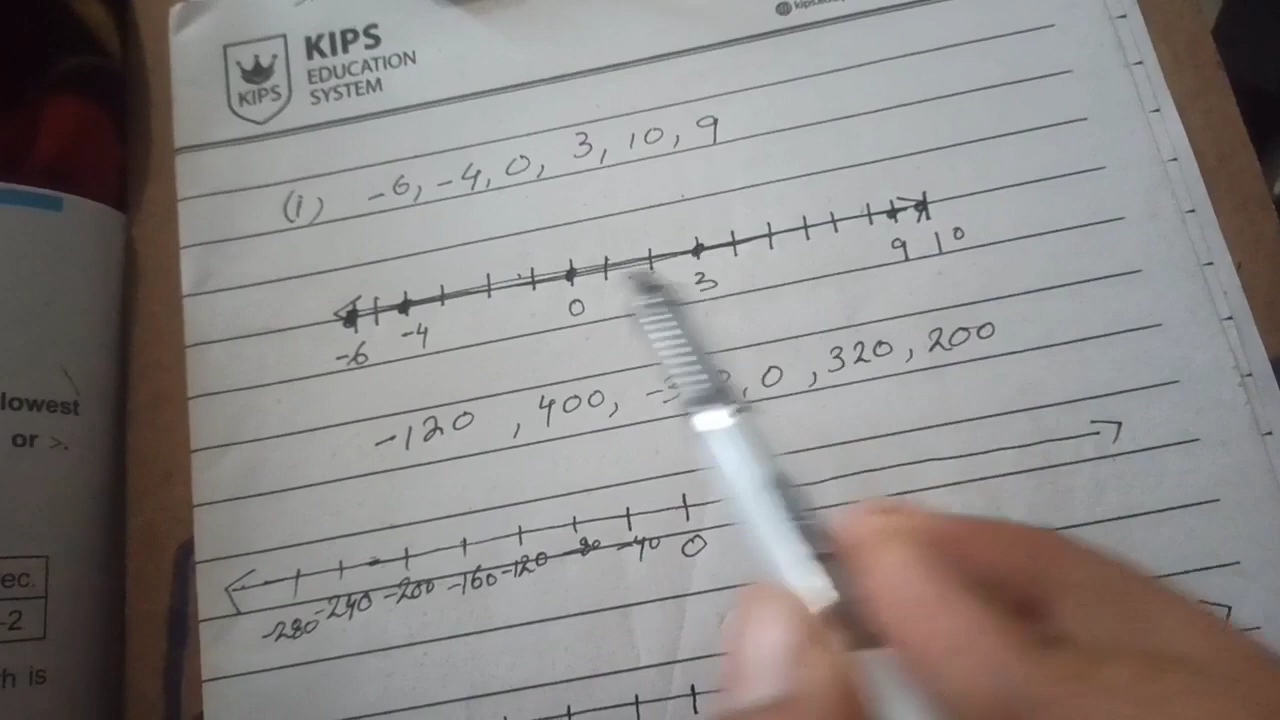 KIPS
EDUCATION
SYSTEM
KIPS
(i) -6, -4, 0, 3, 10, 9
-6 -4 0 3 9 10
-120 , 400, 0 , 320 , 200
-280 -240 -200 -160 -120 -80 -40 0
lowest
or >.
ec.
-2
h is